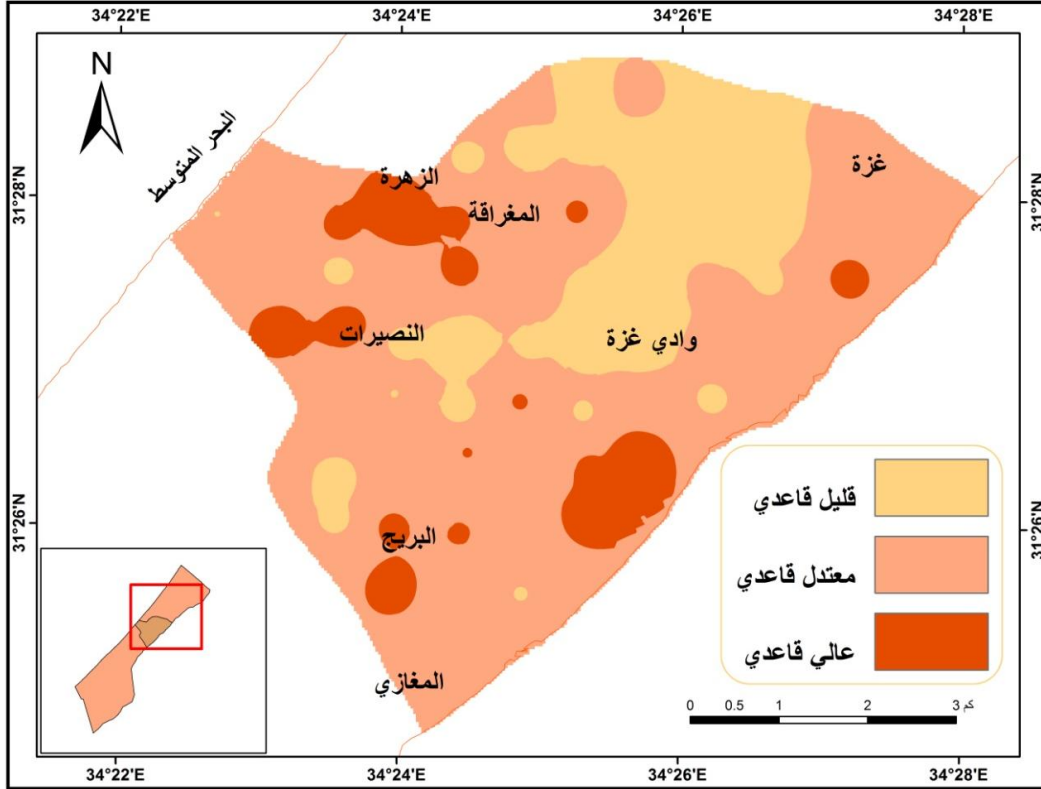 34°22'E
34°24'E
34°26'E
34°28'E
N
البحر المتوسط
31°28'N
31°28'N
الزهرة
المغراقة
غزة
النصيرات
وادي غزة
31°26'N
31°26'N
البريج
المغازي
قليل قاعدي
معتدل قاعدي
عالي قاعدي
0 0.5 1 2 3 كم
34°22'E
34°24'E
34°26'E
34°28'E